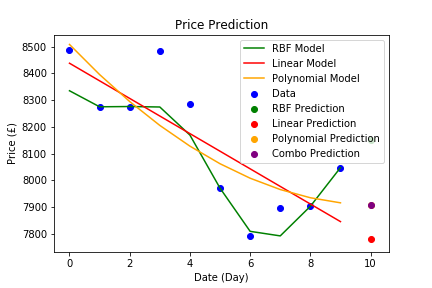 Price Prediction
8500
8400
8300
8200
8100
8000
7900
7800
Price (£)
RBF Model
Linear Model
Polynomial Model
Data
RBF Prediction
Linear Prediction
Polynomial Prediction
Combo Prediction
0
2
4
6
8
10
Date (Day)